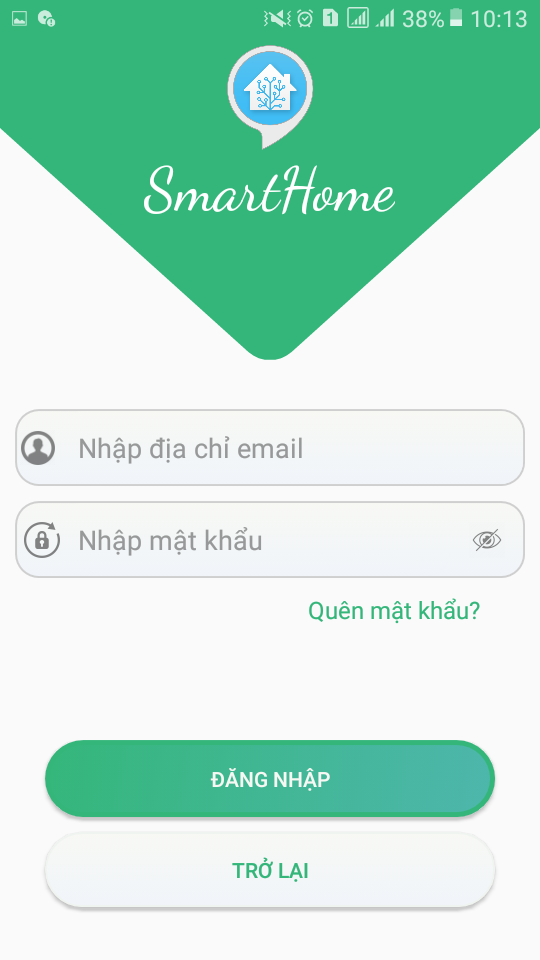 1 38% 10:13
SmartHome
Nhập địa chỉ email
Nhập mật khẩu
Quên mật khẩu?
ĐĂNG NHẬP
TRỞ LẠI